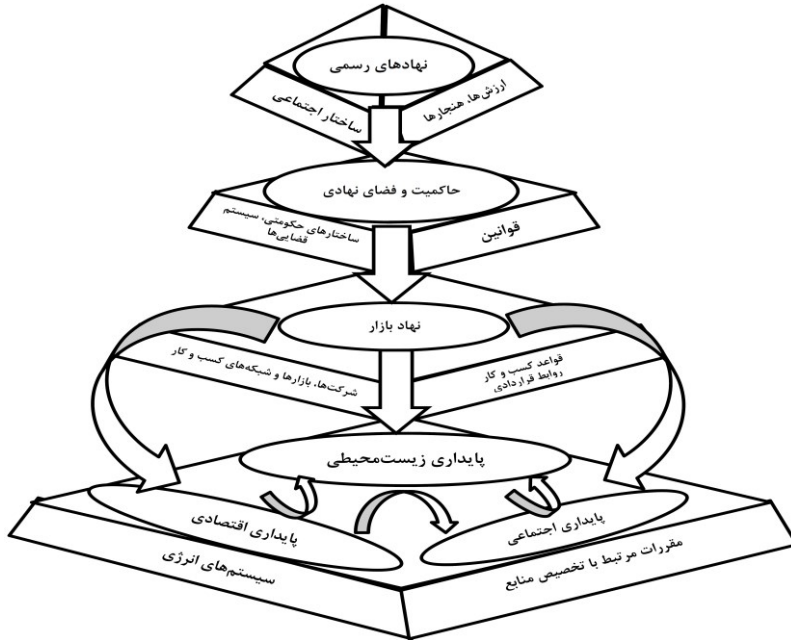 نهادهای رسمی
ارزش‌ها، هنجارها
ساختار اجتماعی
حاکمیت و فضای نهادی
قوانین
ساختارهای حکومتی، سیستم
قضایی‌ها
نهاد بازار
قواعد کسب و کار
روابط قراردادی
شرکت‌ها، بازارها و شبکه‌های کسب و کار
پایداری زیست‌محیطی
پایداری اجتماعی
پایداری اقتصادی
مقررات مرتبط با تخصیص منابع
سیستم‌های انرژی